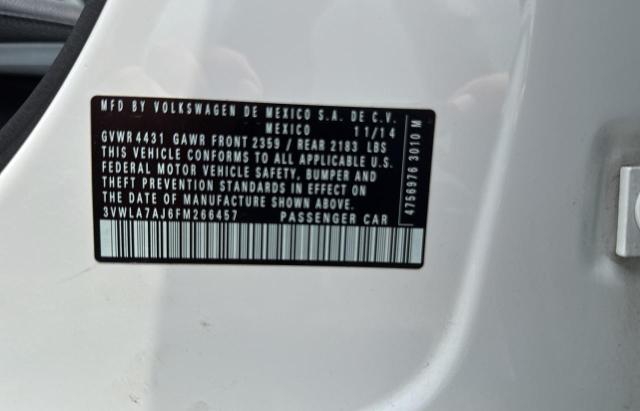 MFD BY VOLKSWAGEN DE MEXICO S.A. DE C.V.
MEXICO 11/14
GVWR 4431 GAWR FRONT 2359 / REAR 2183 LBS
THIS VEHICLE CONFORMS TO ALL APPLICABLE U.S.
FEDERAL MOTOR VEHICLE SAFETY, BUMPER AND
THEFT PREVENTION STANDARDS IN EFFECT ON
THE DATE OF MANUFACTURE SHOWN ABOVE.
3VWLA7AJ6FM266457 PASSENGER CAR
4756976 3010 M